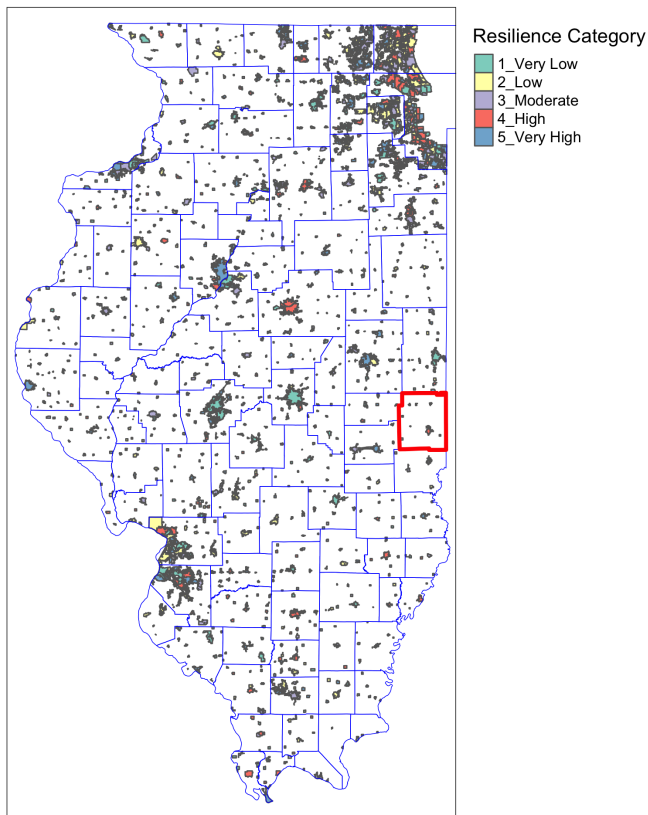 Resilience Category
1_Very Low
2_Low
3_Moderate
4_High
5_Very High